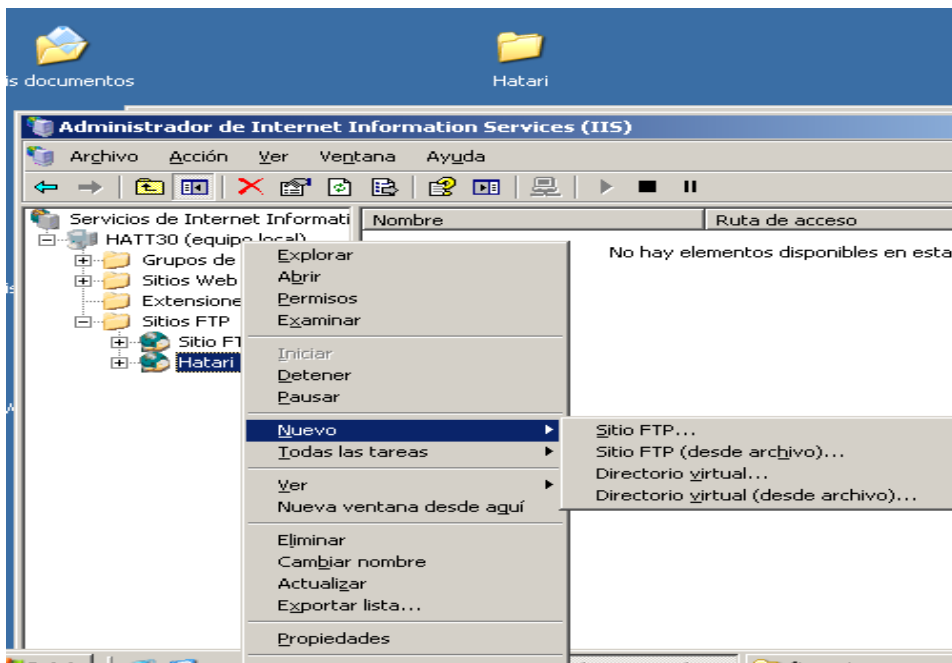 is documentos
Hatari
Administrador de Internet Information Services (IIS)
Archivo Acción Ver Ventana Ayuda
Servicios de Internet Informati
Nombre Ruta de acceso
HATT30 (equipo local)
No hay elementos disponibles en esta
Grupos de
Sitios Web
Extensione
Sitios FTP
Sitio FT
Hatari
Explorar
Abrir
Permisos
Examinar
Iniciar
Detener
Pausar
Nuevo
Todas las tareas
Ver
Nueva ventana desde aquí
Eliminar
Cambiar nombre
Actualizar
Exportar lista...
Propiedades
Sitio FTP...
Sitio FTP (desde archivo)...
Directorio virtual...
Directorio virtual (desde archivo)...